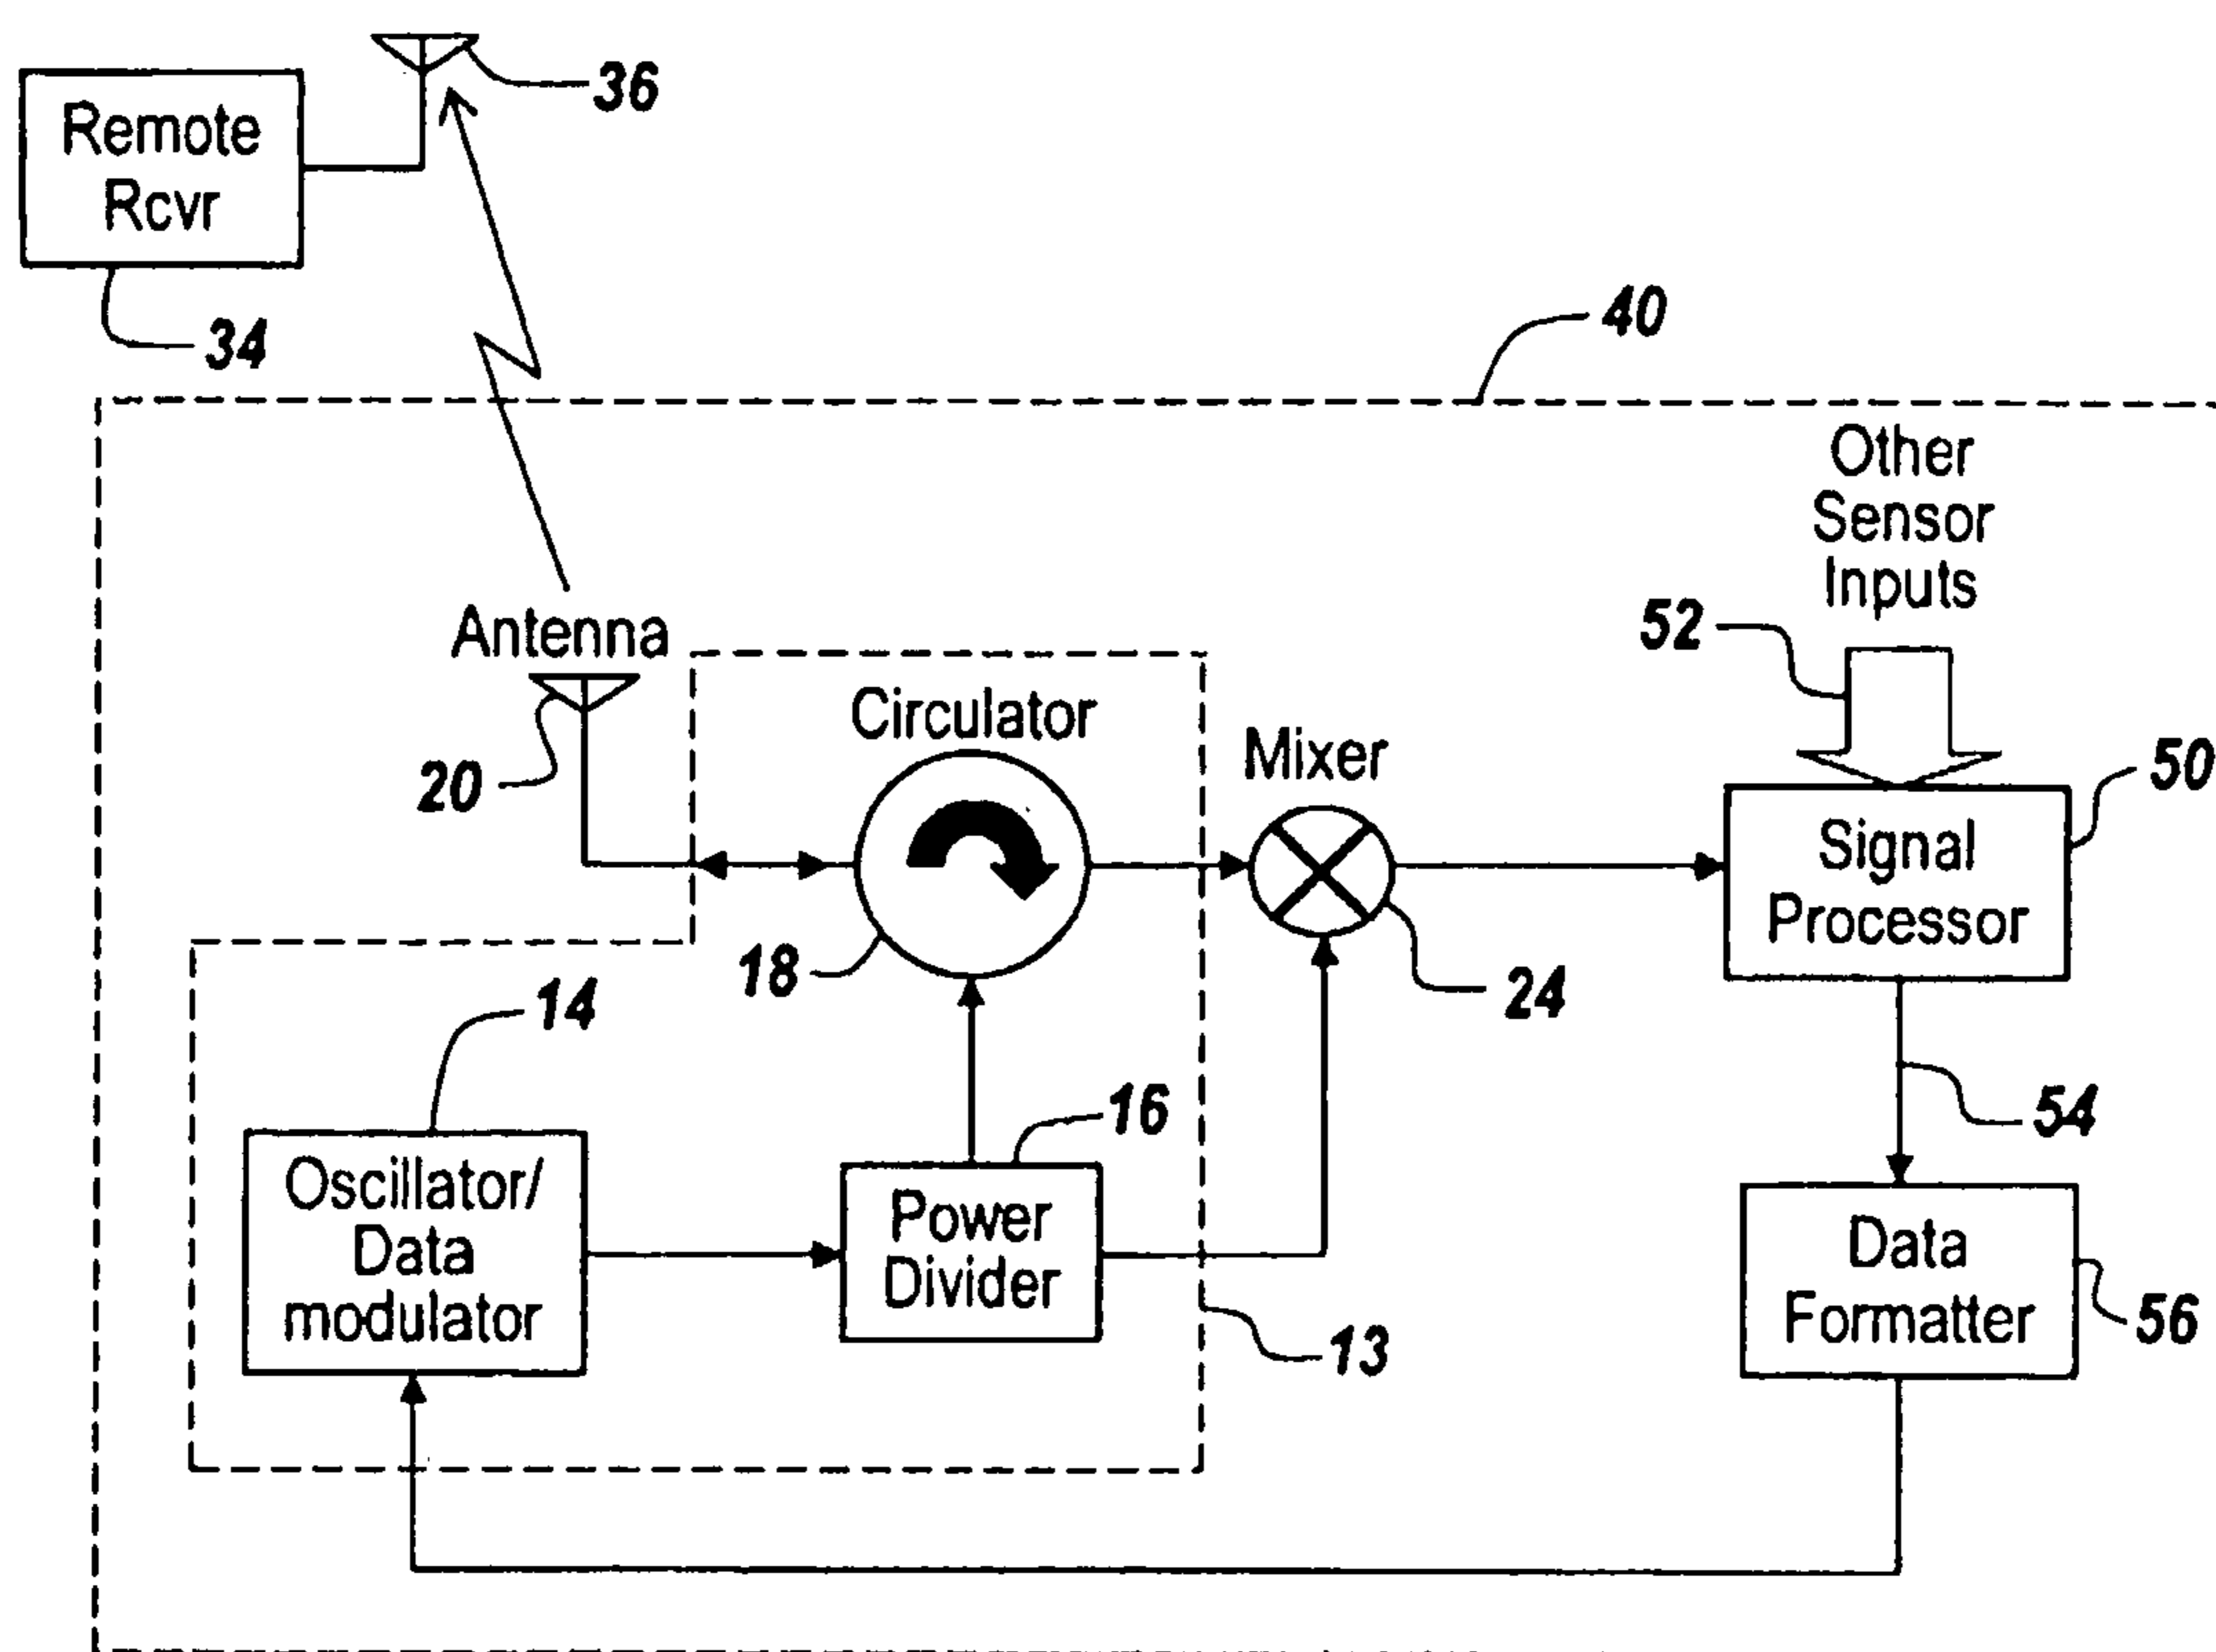 36
Remote
Rcvr
34
40
Other
Sensor
Inputs
52
Antenna
20
Circulator
18
Mixer
24
50
Signal
Processor
14
Oscillator/
Data
modulator
16
Power
Divider
13
54
Data
Formatter
56